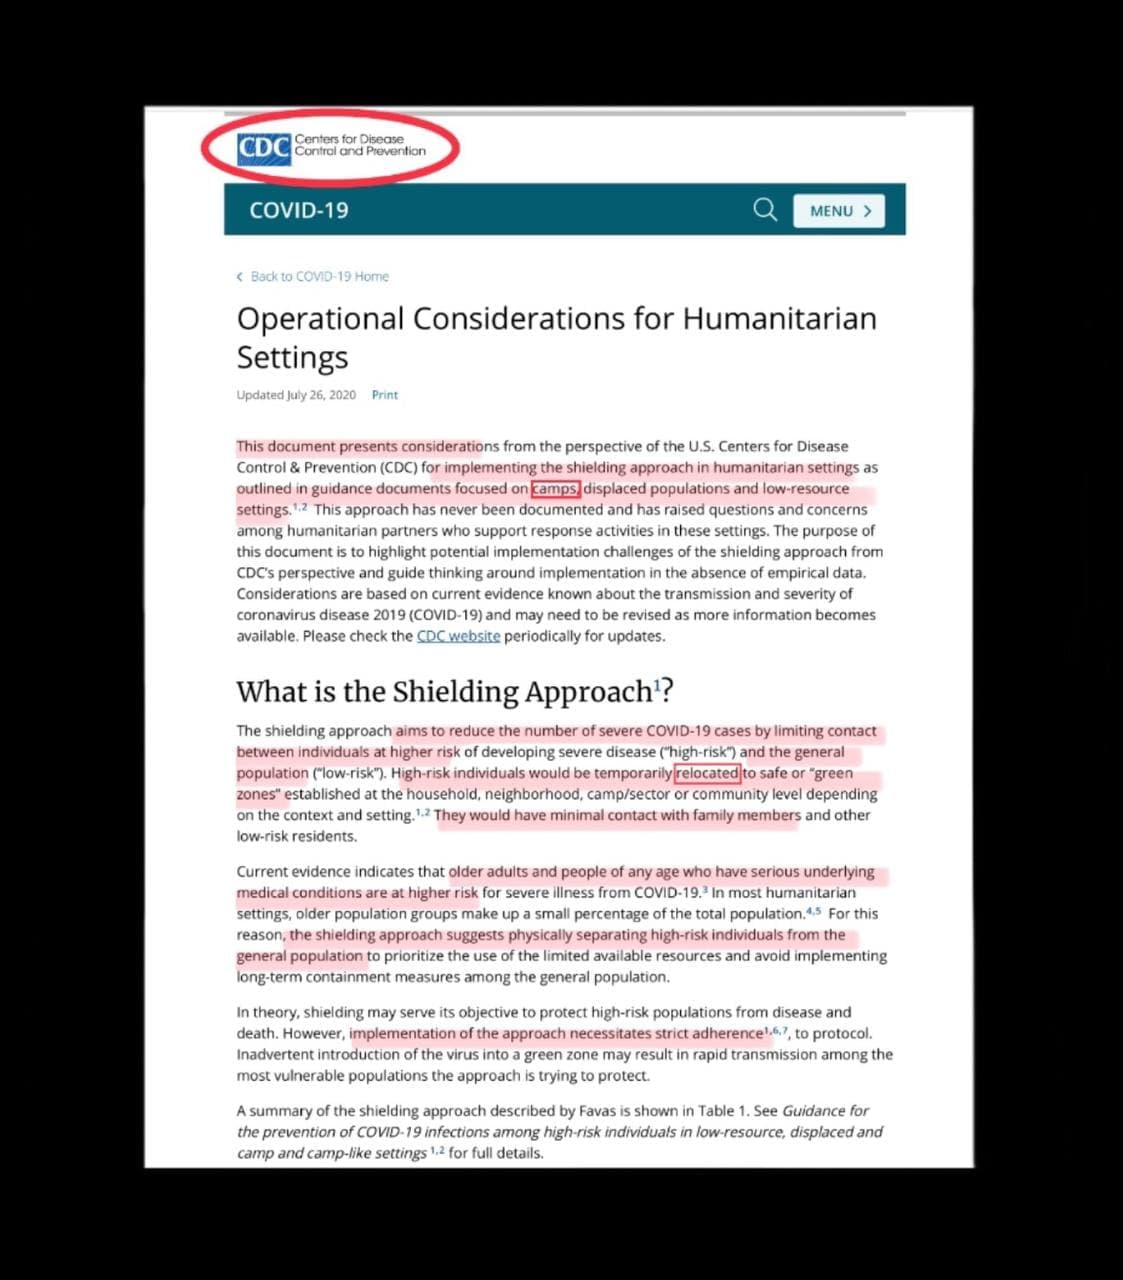 CDC Centers for Disease
Control and Prevention
COVID-19
MENU >
< Back to COVID-19 Home
Operational Considerations for Humanitarian
Settings
Updated July 26, 2020 Print
This document presents considerations from the perspective of the U.S. Centers for Disease
Control & Prevention (CDC) for implementing the shielding approach in humanitarian settings as
outlined in guidance documents focused on camps, displaced populations and low-resource
settings.1,2 This approach has never been documented and has raised questions and concerns
among humanitarian partners who support response activities in these settings. The purpose of
this document is to highlight potential implementation challenges of the shielding approach from
CDC's perspective and guide thinking around implementation in the absence of empirical data.
Considerations are based on current evidence known about the transmission and severity of
coronavirus disease 2019 (COVID-19) and may need to be revised as more information becomes
available. Please check the CDC website periodically for updates.
What is the Shielding Approach1?
The shielding approach aims to reduce the number of severe COVID-19 cases by limiting contact
between individuals at higher risk of developing severe disease ("high-risk") and the general
population ("low-risk"). High-risk individuals would be temporarily relocated to safe or "green
zones" established at the household, neighborhood, camp/sector or community level depending
on the context and setting.1,2 They would have minimal contact with family members and other
low-risk residents.
Current evidence indicates that older adults and people of any age who have serious underlying
medical conditions are at higher risk for severe illness from COVID-19.3 In most humanitarian
settings, older population groups make up a small percentage of the total population.4,5 For this
reason, the shielding approach suggests physically separating high-risk individuals from the
general population to prioritize the use of the limited available resources and avoid implementing
long-term containment measures among the general population.
In theory, shielding may serve its objective to protect high-risk populations from disease and
death. However, implementation of the approach necessitates strict adherence1,6,7, to protocol.
Inadvertent introduction of the virus into a green zone may result in rapid transmission among the
most vulnerable populations the approach is trying to protect.
A summary of the shielding approach described by Favas is shown in Table 1. See Guidance for
the prevention of COVID-19 infections among high-risk individuals in low-resource, displaced and
camp and camp-like settings 1,2 for full details.